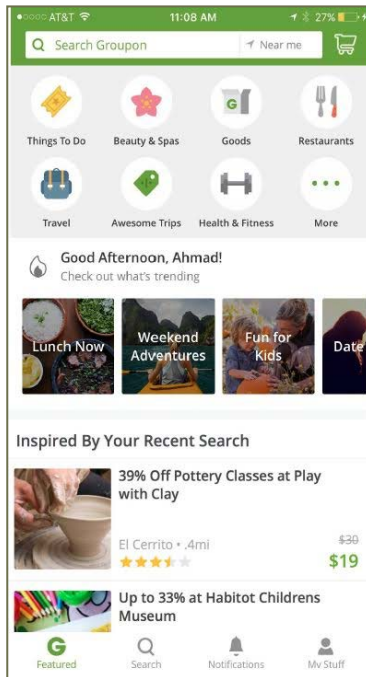 AT&T 11:08 AM 27%
Search Groupon Near me
Things To Do Beauty & Spas Goods Restaurants
Travel Awesome Trips Health & Fitness More
Good Afternoon, Ahmad!
Check out what's trending
Lunch Now
Weekend
Adventures
Fun for
Kids
Date
Inspired By Your Recent Search
39% Off Pottery Classes at Play
with Clay
El Cerrito • .4mi
$30
$19
Up to 33% at Habitot Childrens
Museum
G
Featured Search Notifications My Stuff